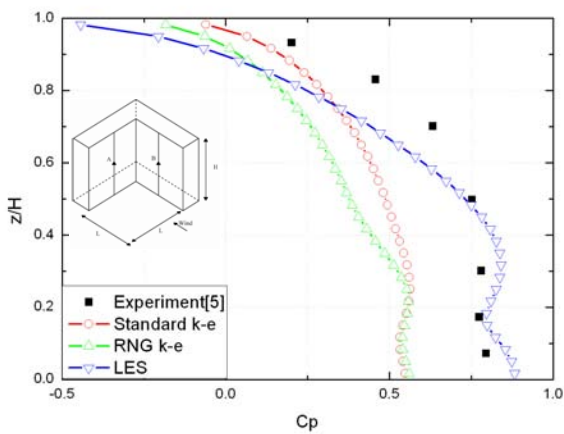 1.0
0.8
0.6
0.4
0.2
0.0
z/H
-0.5
0.0
0.5
1.0
Cp
A
B
H
L
L
Wind
Experiment[5]
Standard k-e
RNG k-e
LES